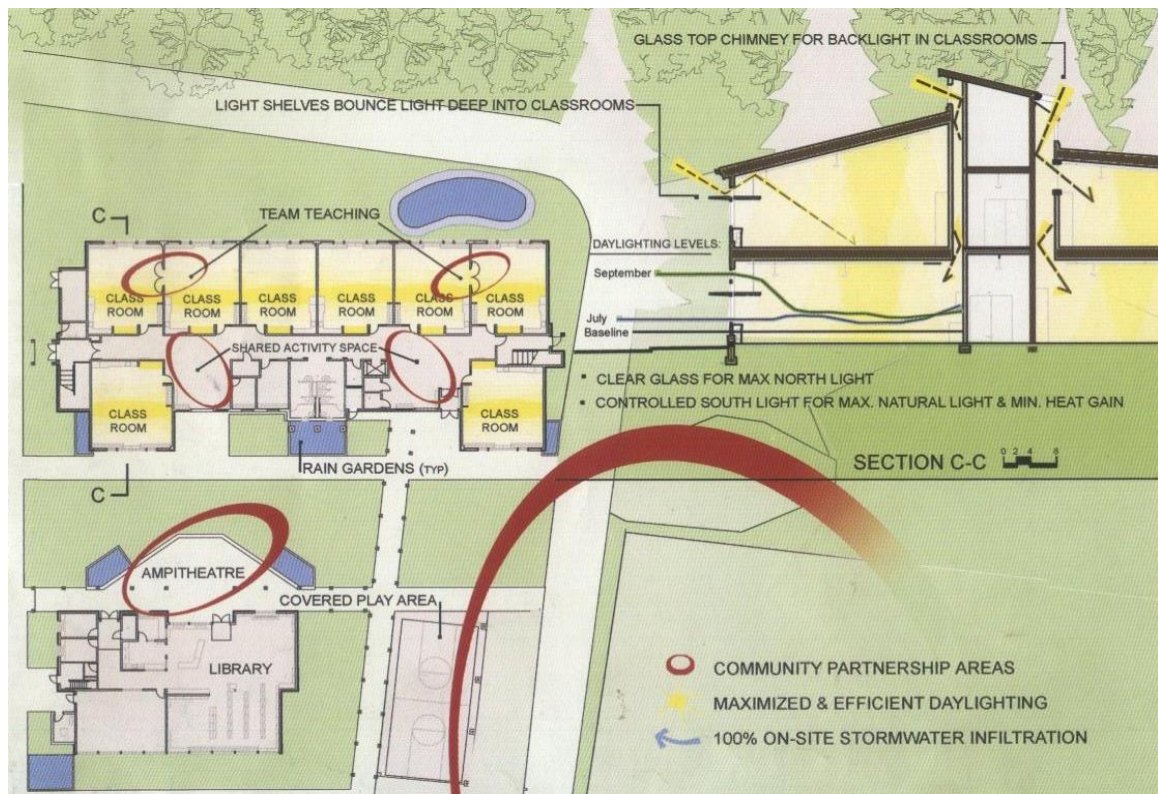 GLASS TOP CHIMNEY FOR BACKLIGHT IN CLASSROOMS
LIGHT SHELVES BOUNCE LIGHT DEEP INTO CLASSROOMS
C
TEAM TEACHING
DAYLIGHTING LEVELS:
September
July
Baseline
CLASS
ROOM
CLASS
ROOM
CLASS
ROOM
CLASS
ROOM
CLASS
ROOM
CLASS
ROOM
SHARED ACTIVITY SPACE
CLASS
ROOM
CLASS
ROOM
▪ CLEAR GLASS FOR MAX NORTH LIGHT
▪ CONTROLLED SOUTH LIGHT FOR MAX. NATURAL LIGHT & MIN. HEAT GAIN
RAIN GARDENS (TYP)
SECTION C-C
0 2 4 8
C
AMPITHEATRE
COVERED PLAY AREA
LIBRARY
COMMUNITY PARTNERSHIP AREAS
MAXIMIZED & EFFICIENT DAYLIGHTING
100% ON-SITE STORMWATER INFILTRATION